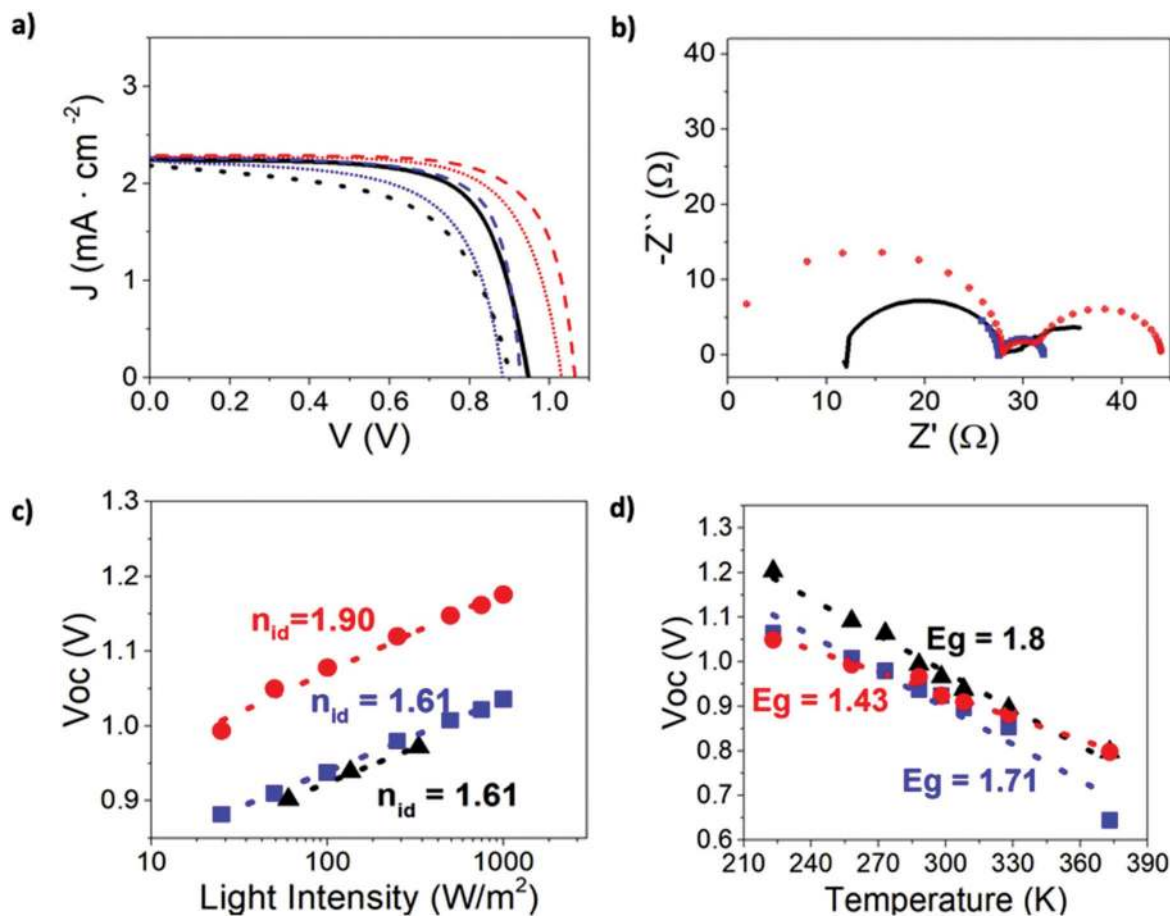 a)
J (mA · cm⁻²)
3
2
1
0
0.0 0.2 0.4 0.6 0.8 1.0
V (V)
b)
-Z`` (Ω)
40
30
20
10
0
10 20 30 40
Z' (Ω)
c)
Voc (V)
1.3
1.2
1.1
1.0
0.9
n_id=1.90
n_id = 1.61
n_id = 1.61
10 100 1000
Light Intensity (W/m²)
d)
Voc (V)
1.3
1.2
1.1
1.0
0.9
0.8
0.7
0.6
Eg = 1.8
Eg = 1.43
Eg = 1.71
210 240 270 300 330 360 390
Temperature (K)